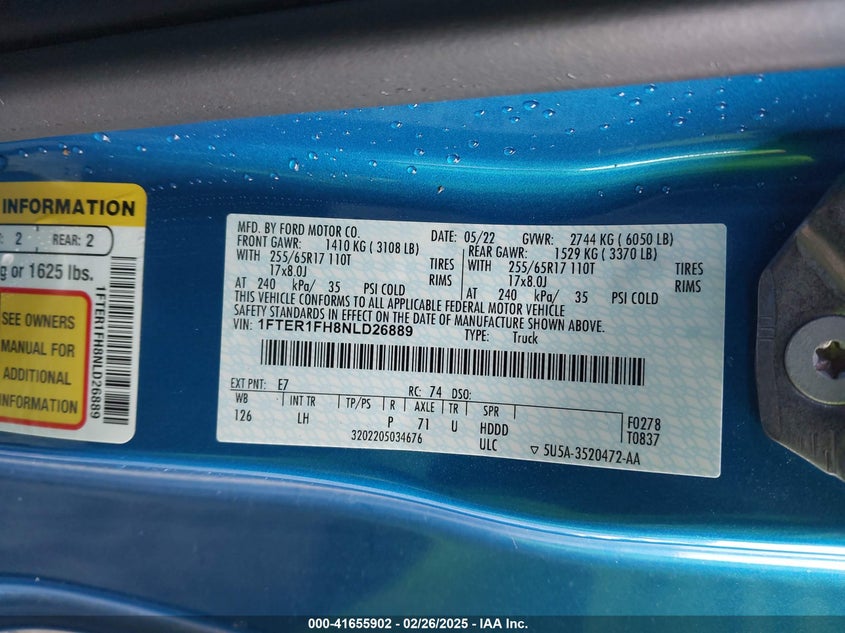 INFORMATION
2 REAR: 2
g or 1625 lbs.
SEE OWNERS
MANUAL FOR
ADDITIONAL
INFORMATION
1FTER1FH8NLD26889
MFD. BY FORD MOTOR CO. DATE: 05/22 GVWR: 2744 KG ( 6050 LB)
FRONT GAWR: 1410 KG ( 3108 LB) REAR GAWR: 1529 KG ( 3370 LB)
WITH 255/65R17 110T TIRES WITH 255/65R17 110T TIRES
17x8.0J RIMS 17x8.0J RIMS
AT 240 kPa/ 35 PSI COLD AT 240 kPa/ 35 PSI COLD
THIS VEHICLE CONFORMS TO ALL APPLICABLE FEDERAL MOTOR VEHICLE
SAFETY STANDARDS IN EFFECT ON THE DATE OF MANUFACTURE SHOWN ABOVE.
VIN: 1FTER1FH8NLD26889 TYPE: Truck
EXT PNT: E7 RC: 74 DSO:
WB INT TR TP/PS R AXLE TR SPR
126 LH P 71 U HDDD F0278
ULC T0837
3202205034676 ▽ 5U5A-3520472-AA
000-41655902 - 02/26/2025 - IAA Inc.